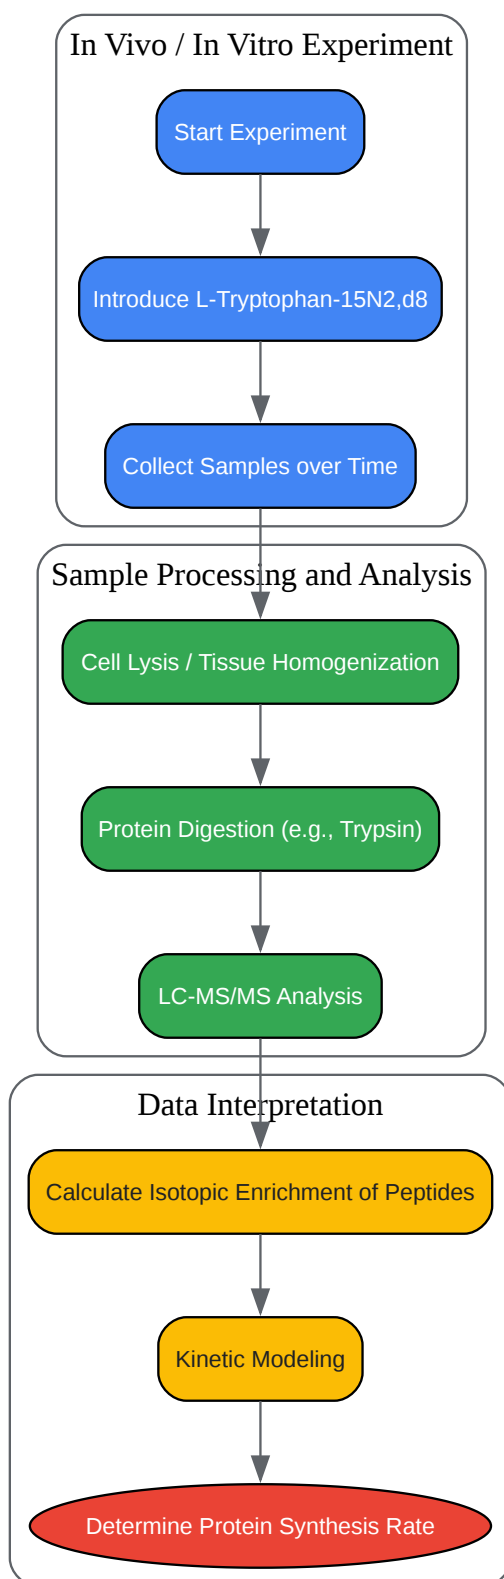 In Vivo / In Vitro Experiment
Start Experiment
Introduce L-Tryptophan-15N2,d8
Collect Samples over Time
Sample Processing and Analysis
Cell Lysis / Tissue Homogenization
Protein Digestion (e.g., Trypsin)
LC-MS/MS Analysis
Data Interpretation
Calculate Isotopic Enrichment of Peptides
Kinetic Modeling
Determine Protein Synthesis Rate